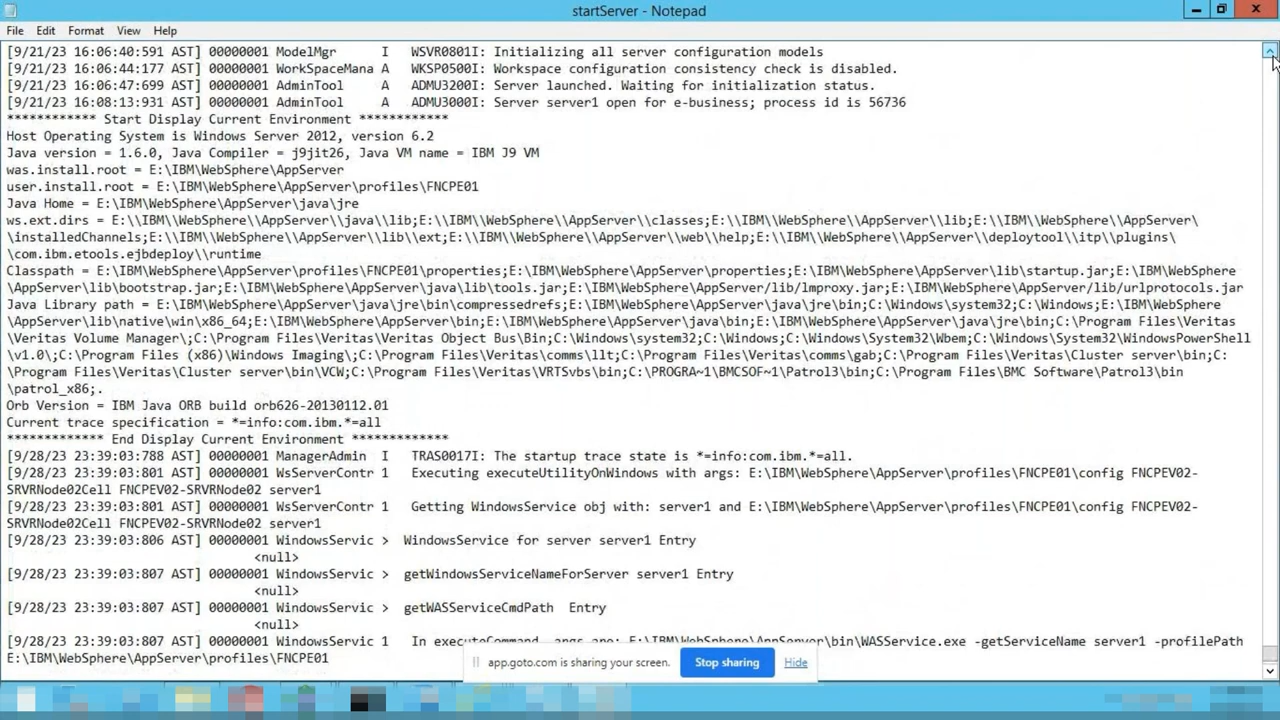 startServer - Notepad
File Edit Format View Help
[9/21/23 16:06:40:591 AST] 00000001 ModelMgr      I   WSVR0801I: Initializing all server configuration models
[9/21/23 16:06:44:177 AST] 00000001 WorkSpaceMana A   WKSP0500I: Workspace configuration consistency check is disabled.
[9/21/23 16:06:47:699 AST] 00000001 AdminTool     A   ADMU3200I: Server launched. Waiting for initialization status.
[9/21/23 16:08:13:931 AST] 00000001 AdminTool     A   ADMU3000I: Server server1 open for e-business; process id is 56736
************ Start Display Current Environment ************
Host Operating System is Windows Server 2012, version 6.2
Java version = 1.6.0, Java Compiler = j9jit26, Java VM name = IBM J9 VM
was.install.root = E:\IBM\WebSphere\AppServer
user.install.root = E:\IBM\WebSphere\AppServer\profiles\FNCPE01
Java Home = E:\IBM\WebSphere\AppServer\java\jre
ws.ext.dirs = E:\\IBM\\WebSphere\\AppServer\\java\\lib;E:\\IBM\\WebSphere\\AppServer\\classes;E:\\IBM\\WebSphere\\AppServer\\lib;E:\\IBM\\WebSphere\\AppServer\
\installedChannels;E:\\IBM\\WebSphere\\AppServer\\lib\\ext;E:\\IBM\\WebSphere\\AppServer\\web\\help;E:\\IBM\\WebSphere\\AppServer\\deploytool\\itp\\plugins\
\com.ibm.etools.ejbdeploy\\runtime
Classpath = E:\IBM\WebSphere\AppServer\profiles\FNCPE01\properties;E:\IBM\WebSphere\AppServer\properties;E:\IBM\WebSphere\AppServer\lib\startup.jar;E:\IBM\WebSphere
\AppServer\lib\bootstrap.jar;E:\IBM\WebSphere\AppServer\java\lib\tools.jar;E:\IBM\WebSphere\AppServer/lib/lmproxy.jar;E:\IBM\WebSphere\AppServer/lib/urlprotocols.jar
Java Library path = E:\IBM\WebSphere\AppServer\java\jre\bin\compressedrefs;E:\IBM\WebSphere\AppServer\java\jre\bin;C:\Windows\system32;C:\Windows;E:\IBM\WebSphere
\AppServer\lib\native\win\x86_64;E:\IBM\WebSphere\AppServer\bin;E:\IBM\WebSphere\AppServer\java\bin;E:\IBM\WebSphere\AppServer\java\jre\bin;C:\Program Files\Veritas
\Veritas Volume Manager\;C:\Program Files\Veritas\Veritas Object Bus\Bin;C:\Windows\system32;C:\Windows;C:\Windows\System32\Wbem;C:\Windows\System32\WindowsPowerShell
\v1.0\;C:\Program Files (x86)\Windows Imaging\;C:\Program Files\Veritas\comms\llt;C:\Program Files\Veritas\comms\gab;C:\Program Files\Veritas\Cluster server\bin;C:
\Program Files\Veritas\Cluster server\bin\VCW;C:\Program Files\Veritas\VRTSvbs\bin;C:\PROGRA~1\BMCSOF~1\Patrol3\bin;C:\Program Files\BMC Software\Patrol3\bin
\patrol_x86;.
Orb Version = IBM Java ORB build orb626-20130112.01
Current trace specification = *=info:com.ibm.*=all
************* End Display Current Environment *************
[9/28/23 23:39:03:788 AST] 00000001 ManagerAdmin  I   TRAS0017I: The startup trace state is *=info:com.ibm.*=all.
[9/28/23 23:39:03:801 AST] 00000001 WsServerContr 1   Executing executeUtilityOnWindows with args: E:\IBM\WebSphere\AppServer\profiles\FNCPE01\config FNCPEV02-
SRVRNode02Cell FNCPEV02-SRVRNode02 server1
[9/28/23 23:39:03:801 AST] 00000001 WsServerContr 1   Getting WindowsService obj with: server1 and E:\IBM\WebSphere\AppServer\profiles\FNCPE01\config FNCPEV02-
SRVRNode02Cell FNCPEV02-SRVRNode02 server1
[9/28/23 23:39:03:806 AST] 00000001 WindowsServic >  WindowsService for server server1 Entry
<null>
[9/28/23 23:39:03:807 AST] 00000001 WindowsServic >  getWindowsServiceNameForServer server1 Entry
<null>
[9/28/23 23:39:03:807 AST] 00000001 WindowsServic >  getWASServiceCmdPath  Entry
<null>
[9/28/23 23:39:03:807 AST] 00000001 WindowsServic 1   In executeCommand, args are: E:\IBM\WebSphere\AppServer\bin\WASService.exe -getServiceName server1 -profilePath
E:\IBM\WebSphere\AppServer\profiles\FNCPE01
app.goto.com is sharing your screen. Stop sharing Hide